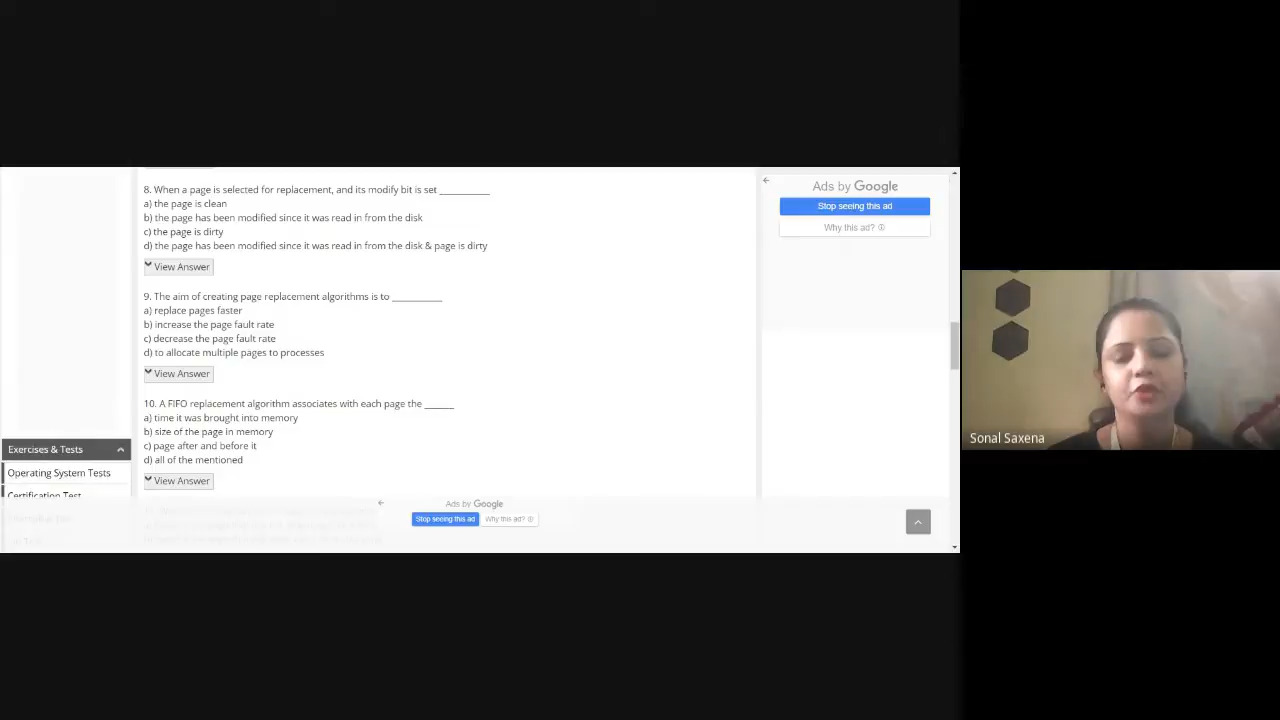 8. When a page is selected for replacement, and its modify bit is set __________
a) the page is clean
b) the page has been modified since it was read in from the disk
c) the page is dirty
d) the page has been modified since it was read in from the disk & page is dirty
View Answer
9. The aim of creating page replacement algorithms is to __________
a) replace pages faster
b) increase the page fault rate
c) decrease the page fault rate
d) to allocate multiple pages to processes
View Answer
10. A FIFO replacement algorithm associates with each page the ______
a) time it was brought into memory
b) size of the page in memory
c) page after and before it
d) all of the mentioned
View Answer
Exercises & Tests
Operating System Tests
Certification Test
Ads by Google
Stop seeing this ad
Why this ad?
Ads by Google
Stop seeing this ad
Why this ad?
Sonal Saxena